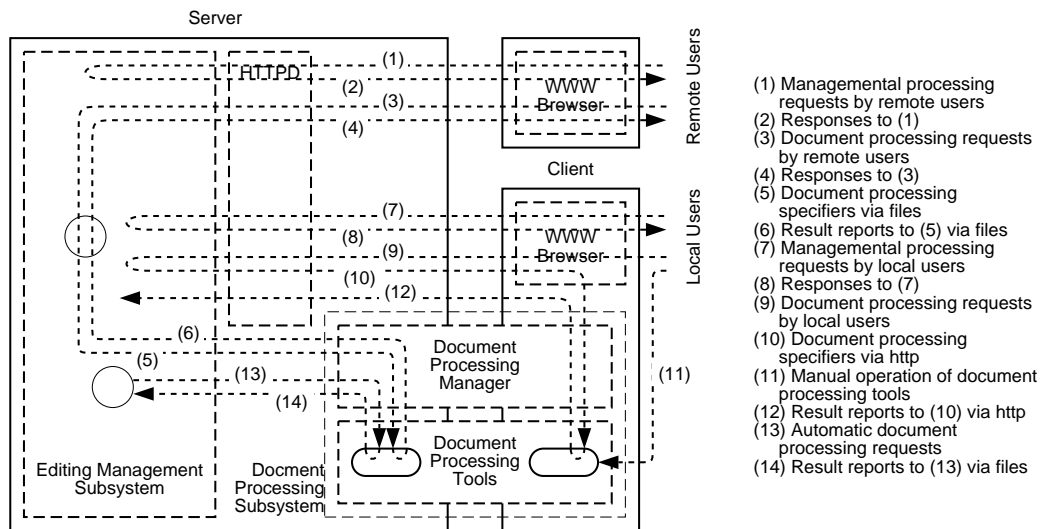 Server
(1)
HTTPD
(2)
WWW
Browser
(3)
(4)
Remote Users
Client
(7)
(8)
WWW
Browser
(9)
(10)
(12)
Local Users
(6)
(5)
Document
Processing
Manager
(13)
(11)
(14)
Editing Management
Subsystem
Docment
Processing
Subsystem
Document
Processing
Tools
(1) Managemental processing
requests by remote users
(2) Responses to (1)
(3) Document processing requests
by remote users
(4) Responses to (3)
(5) Document processing
specifiers via files
(6) Result reports to (5) via files
(7) Managemental processing
requests by local users
(8) Responses to (7)
(9) Document processing requests
by local users
(10) Document processing
specifiers via http
(11) Manual operation of document
processing tools
(12) Result reports to (10) via http
(13) Automatic document
processing requests
(14) Result reports to (13) via files